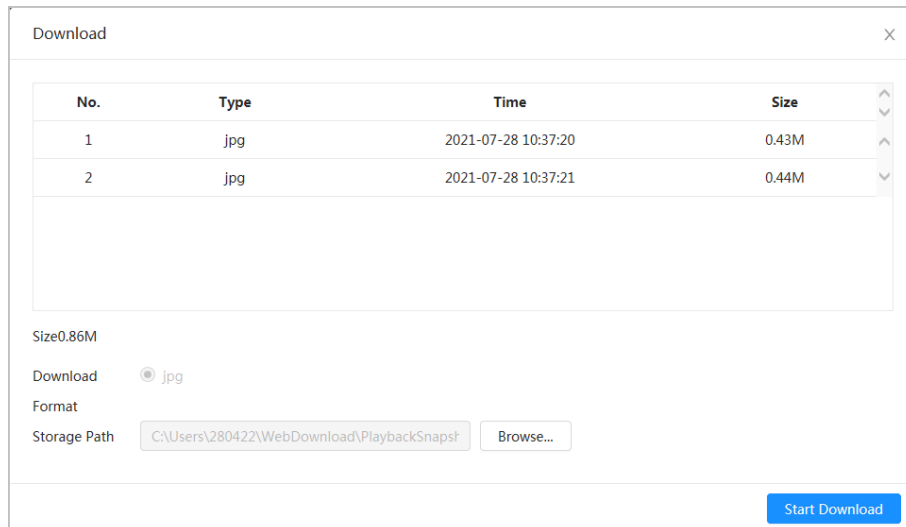 Download
No. Type Time Size
1 jpg 2021-07-28 10:37:20 0.43M
2 jpg 2021-07-28 10:37:21 0.44M
Size0.86M
Download jpg
Format
Storage Path C:\Users\280422\WebDownload\PlaybackSnapsh Browse...
Start Download